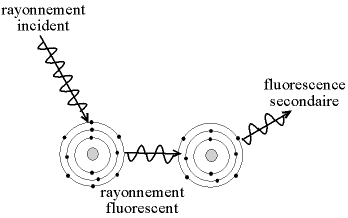 rayonnement
incident
fluorescence
secondaire
rayonnement
fluorescent